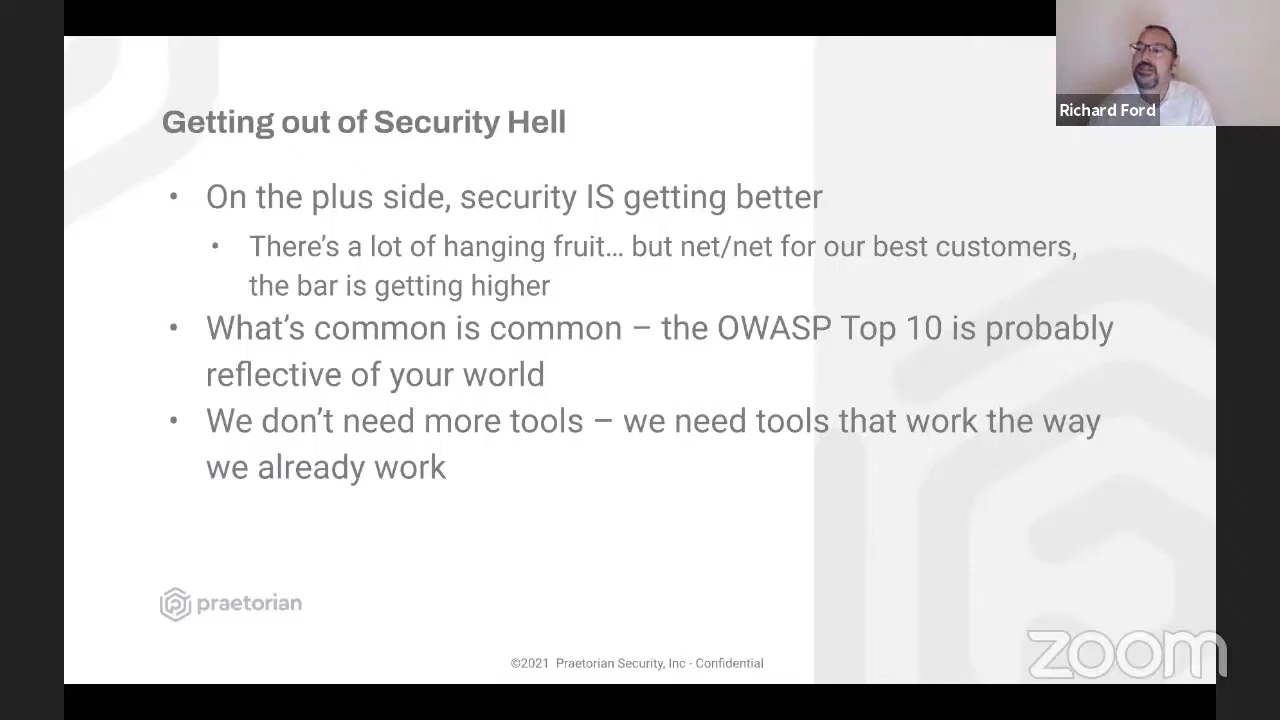 Richard Ford
Getting out of Security Hell
• On the plus side, security IS getting better
• There's a lot of hanging fruit... but net/net for our best customers,
the bar is getting higher
• What's common is common – the OWASP Top 10 is probably
reflective of your world
• We don't need more tools – we need tools that work the way
we already work
praetorian
©2021 Praetorian Security, Inc - Confidential
zoom